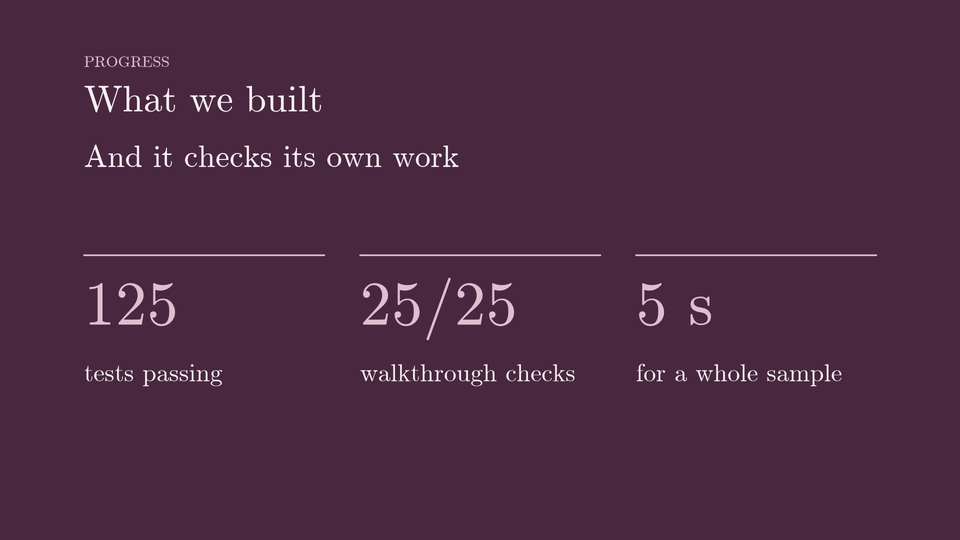 PROGRESS
What we built
And it checks its own work
125
tests passing
25/25
walkthrough checks
5 s
for a whole sample